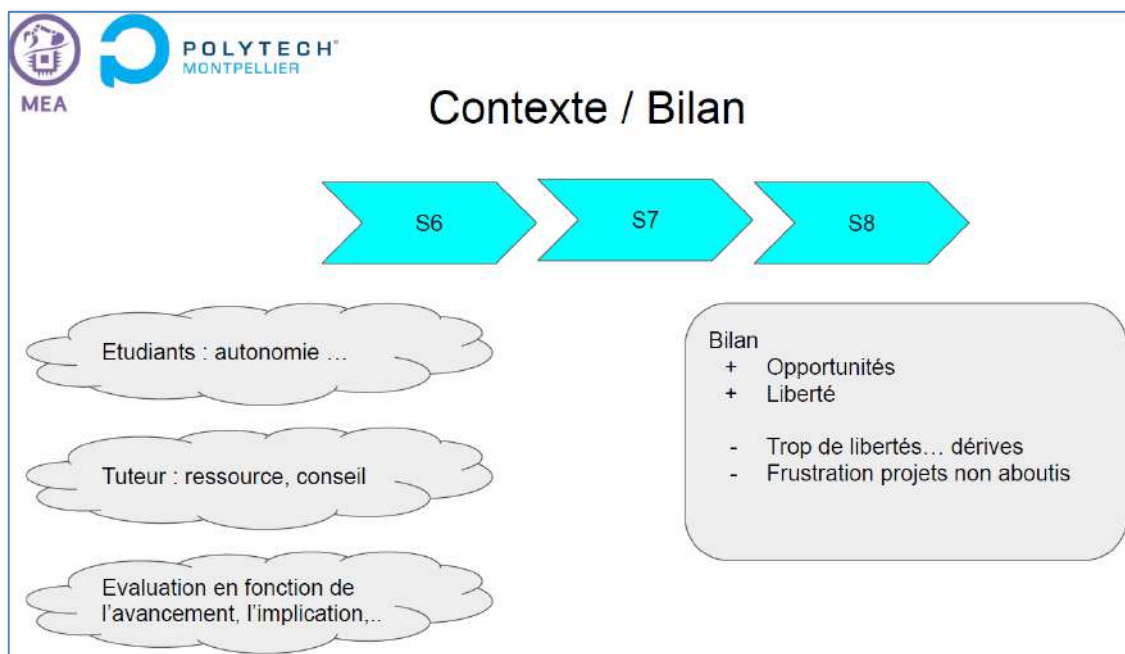 MEA
POLYTECH°
MONTPELLIER
Contexte / Bilan
S6
S7
S8
Etudiants : autonomie …
Tuteur : ressource, conseil
Evaluation en fonction de
l'avancement, l'implication,..
Bilan
+ Opportunités
+ Liberté
- Trop de libertés… dérives
- Frustration projets non aboutis